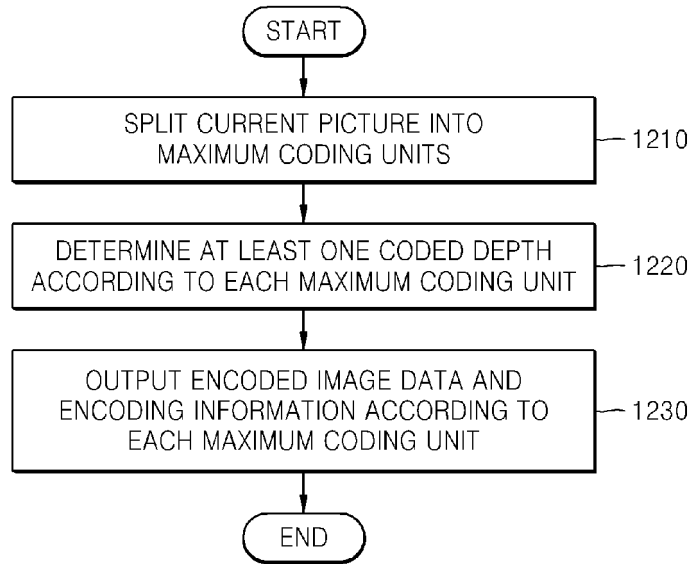 START
SPLIT CURRENT PICTURE INTO
MAXIMUM CODING UNITS
1210
DETERMINE AT LEAST ONE CODED DEPTH
ACCORDING TO EACH MAXIMUM CODING UNIT
1220
OUTPUT ENCODED IMAGE DATA AND
ENCODING INFORMATION ACCORDING TO
EACH MAXIMUM CODING UNIT
1230
END